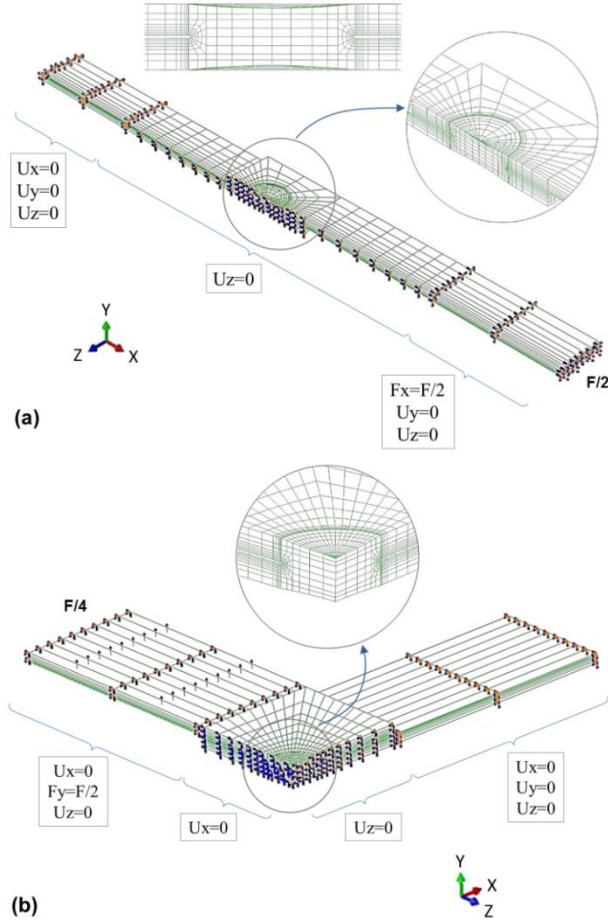 (a)
Ux=0
Uy=0
Uz=0
Uz=0
Y
Z
X
F/2
Fx=F/2
Uy=0
Uz=0
(b)
F/4
Ux=0
Fy=F/2
Uz=0
Ux=0
Uz=0
Ux=0
Uy=0
Uz=0
Y
X
Z